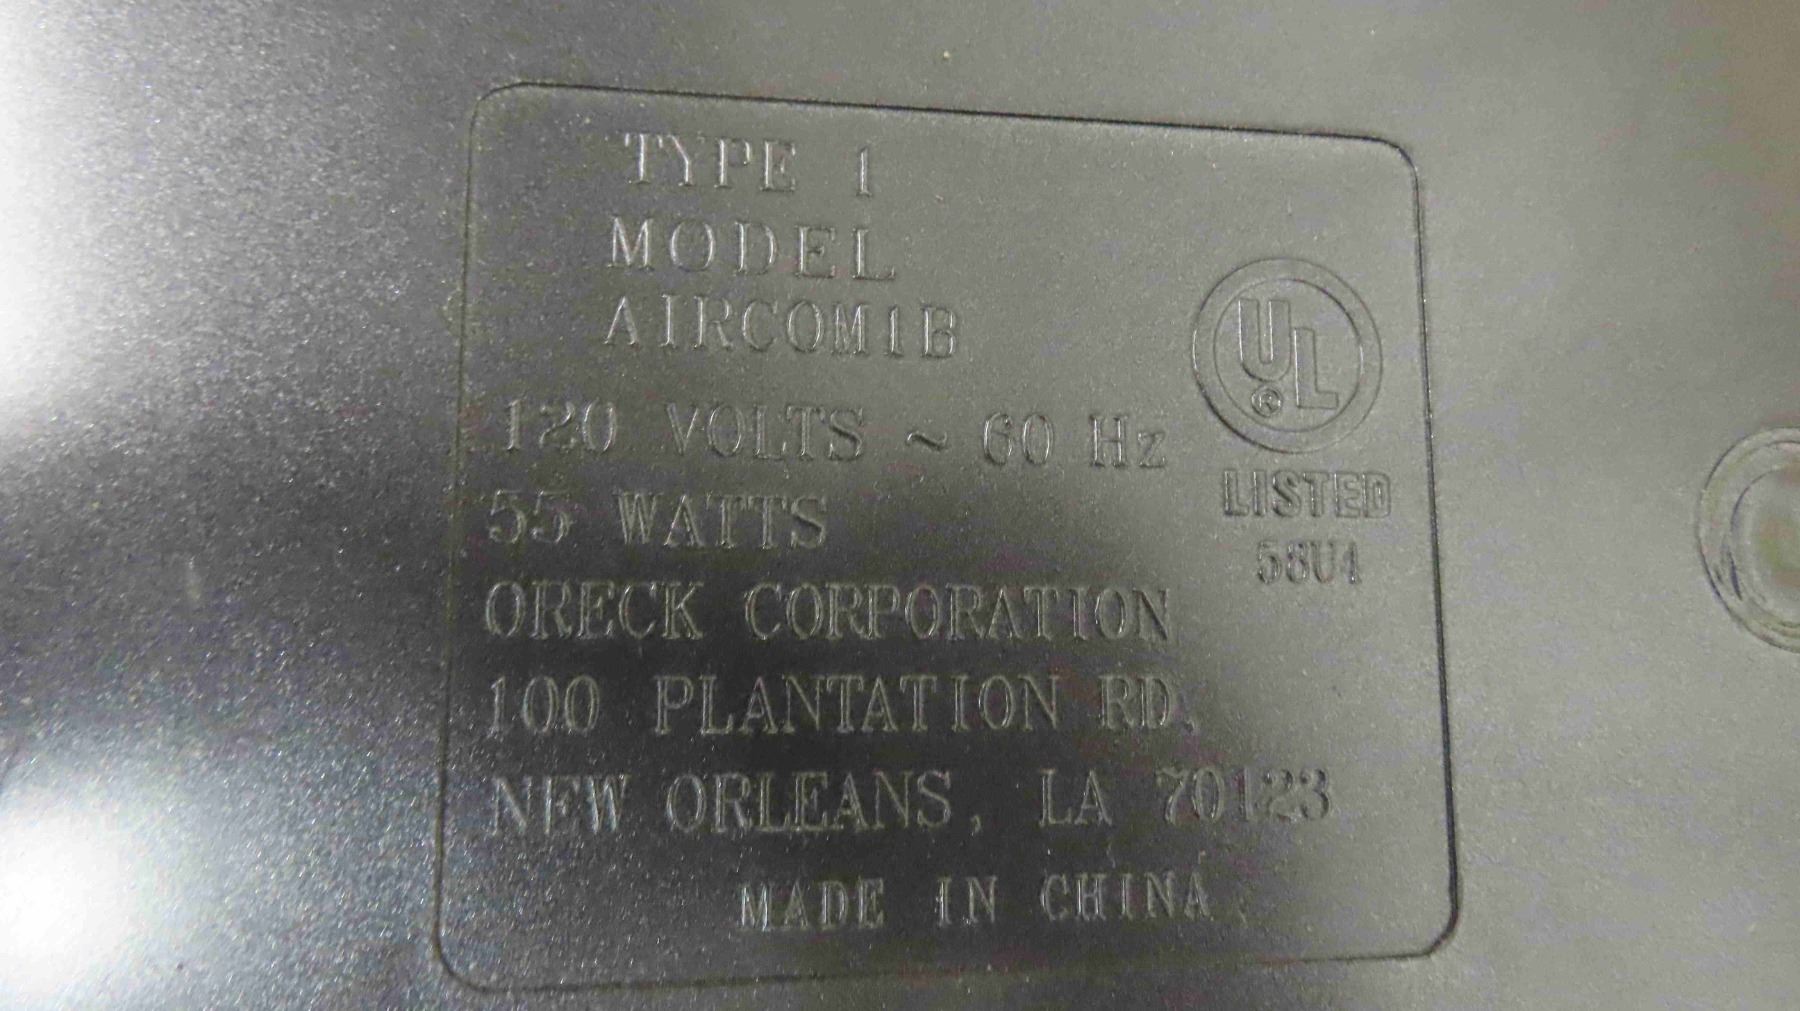 TYPE 1
MODEL
AIRCOM1B
120 VOLTS ~ 60 Hz
55 WATTS
ORECK CORPORATION
100 PLANTATION RD.
NEW ORLEANS, LA 70123
MADE IN CHINA
UL
®
LISTED
58U4